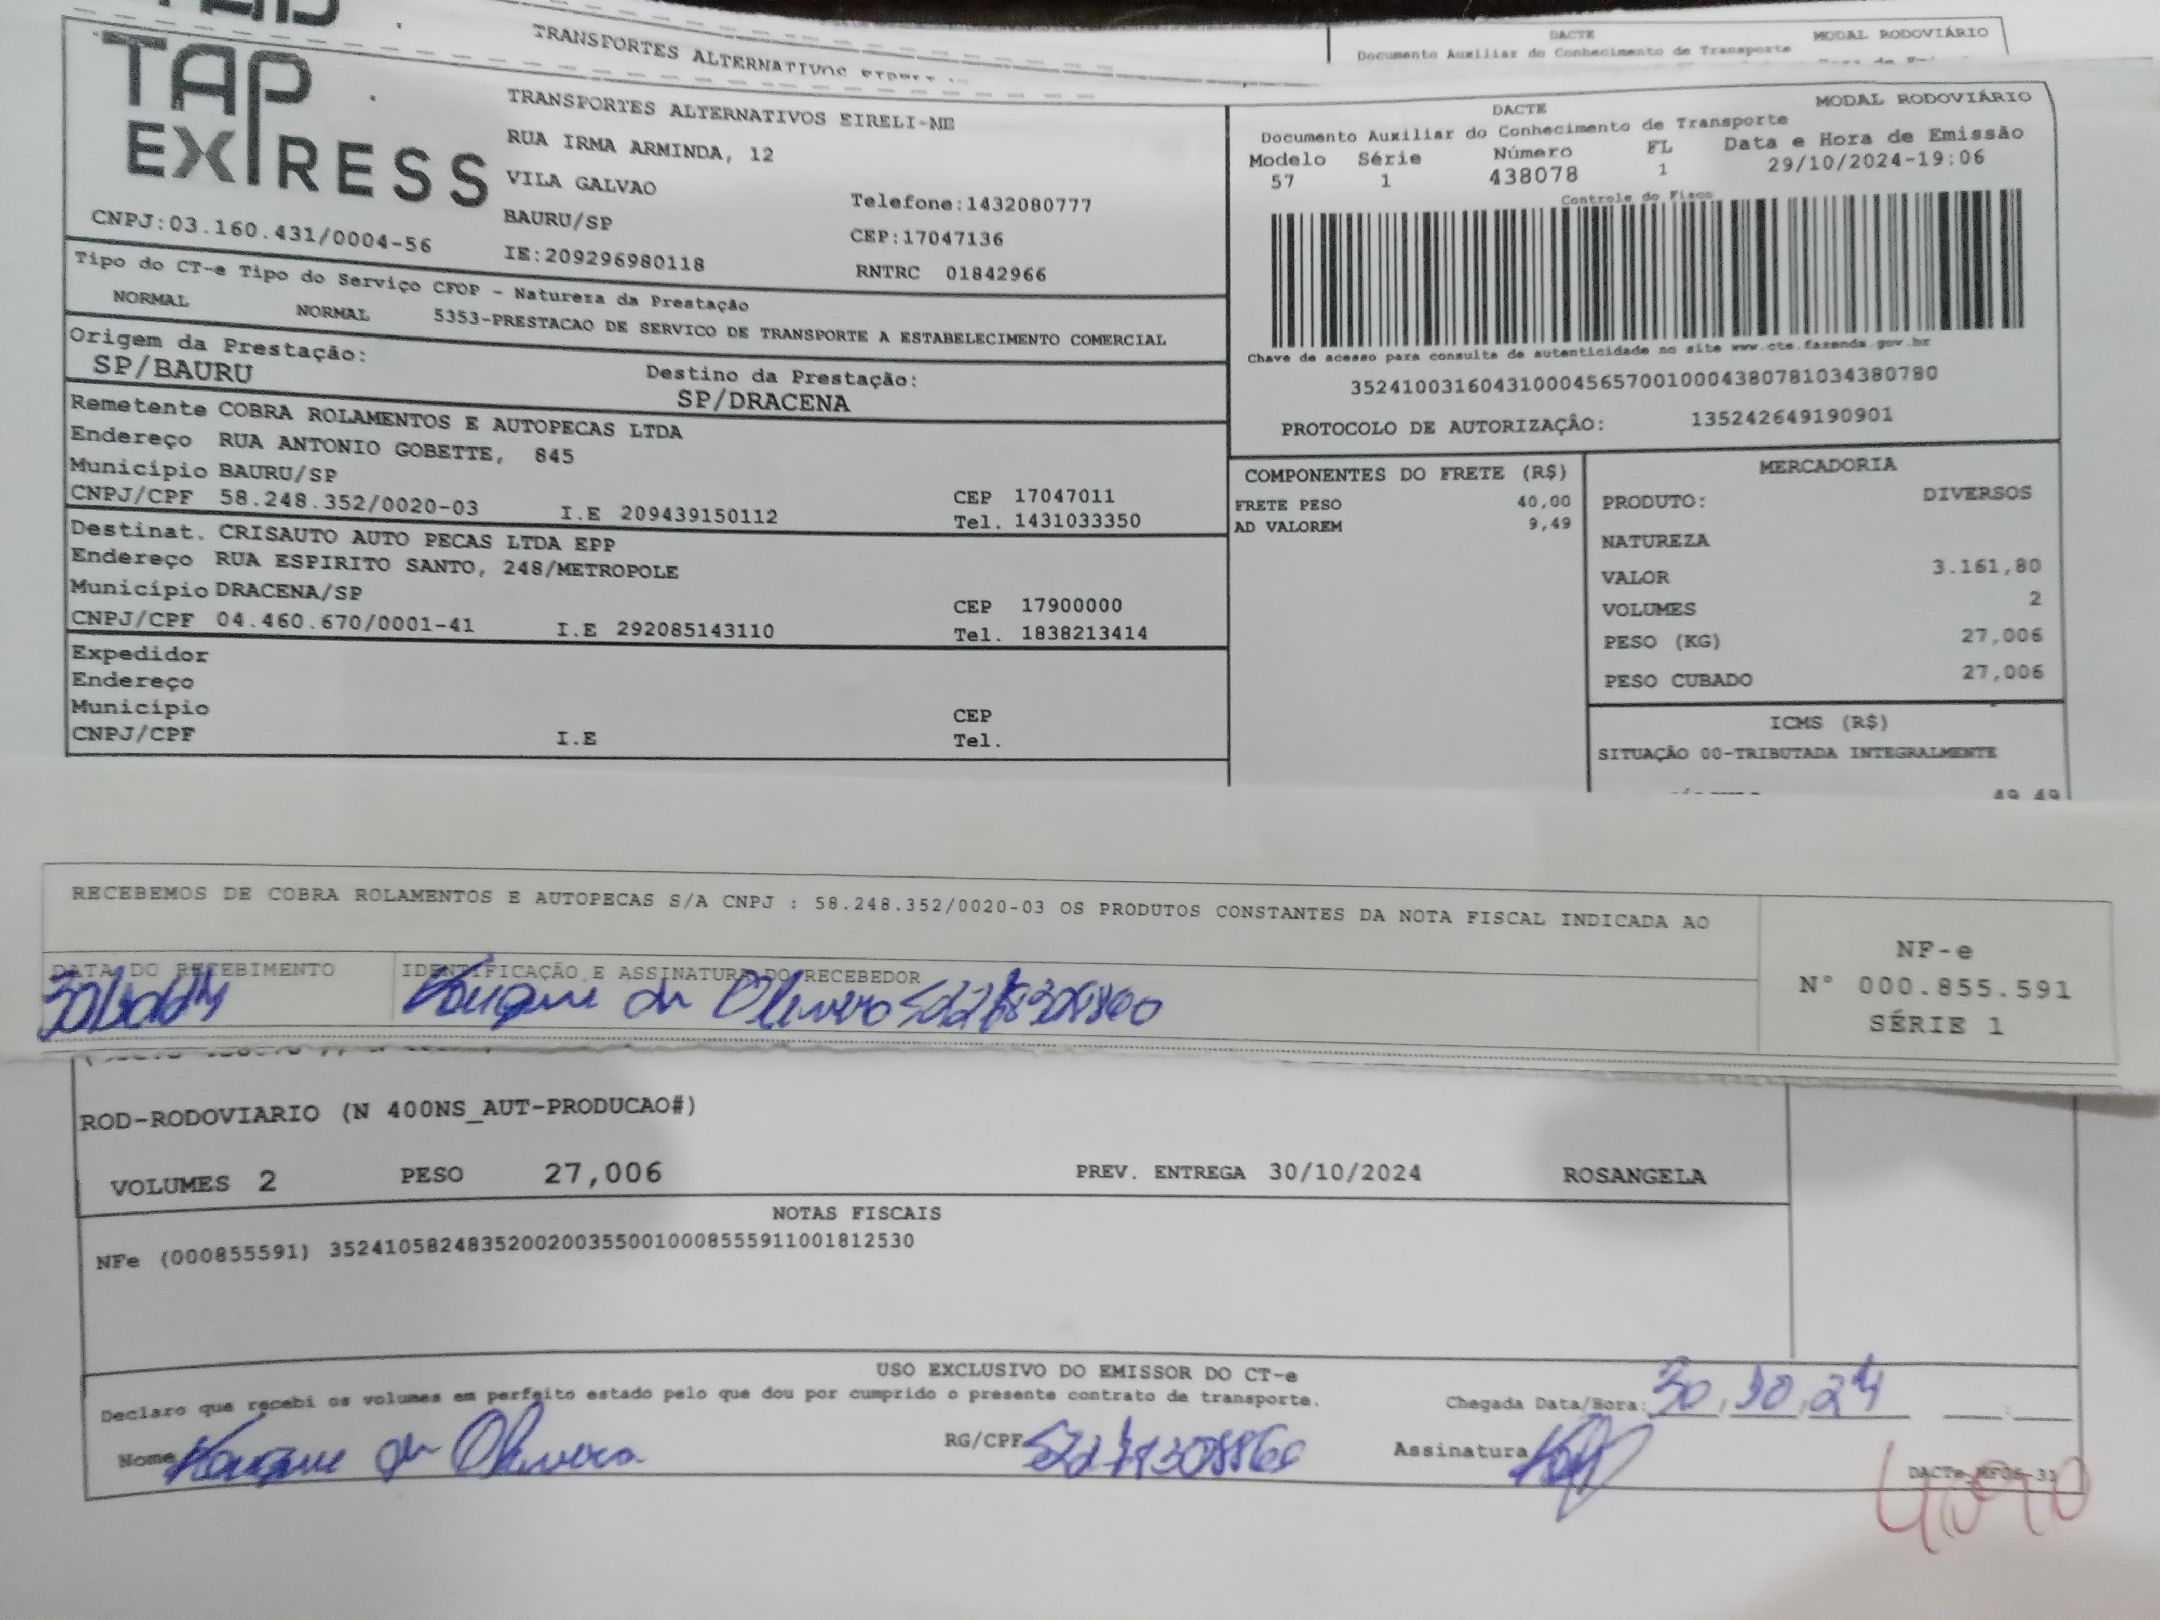 TRANSPORTES ALTERNATIVOS
DACTE MODAL RODOVIÁRIO
Documento Auxiliar do Conhecimento de Transporte
TAP
EXPRESS
CNPJ:03.160.431/0004-56
TRANSPORTES ALTERNATIVOS EIRELI-ME
RUA IRMA ARMINDA, 12
VILA GALVAO
BAURU/SP
IE:209296980118
Telefone:1432080777
CEP:17047136
RNTRC 01842966
DACTE MODAL RODOVIÁRIO
Documento Auxiliar do Conhecimento de Transporte
Modelo Série Número FL Data e Hora de Emissão
57 1 438078 1 29/10/2024-19:06
Controle do Fisco
Chave de acesso para consulta de autenticidade no site www.cte.fazenda.gov.br
35241003160431000456570010004380781034380780
PROTOCOLO DE AUTORIZAÇÂO: 135242649190901
Tipo do CT-e Tipo do Serviço CFOP - Natureza da Prestação
NORMAL NORMAL 5353-PRESTACAO DE SERVICO DE TRANSPORTE A ESTABELECIMENTO COMERCIAL
Origem da Prestação:
SP/BAURU
Destino da Prestação:
SP/DRACENA
Remetente COBRA ROLAMENTOS E AUTOPECAS LTDA
Endereço RUA ANTONIO GOBETTE, 845
Município BAURU/SP CEP 17047011
CNPJ/CPF 58.248.352/0020-03 I.E 209439150112 Tel. 1431033350
Destinat. CRISAUTO AUTO PECAS LTDA EPP
Endereço RUA ESPIRITO SANTO, 248/METROPOLE
Município DRACENA/SP CEP 17900000
CNPJ/CPF 04.460.670/0001-41 I.E 292085143110 Tel. 1838213414
Expedidor
Endereço
Município CEP
CNPJ/CPF I.E Tel.
COMPONENTES DO FRETE (R$)
FRETE PESO 40,00
AD VALOREM 9,49
MERCADORIA
PRODUTO: DIVERSOS
NATUREZA
VALOR 3.161,80
VOLUMES 2
PESO (KG) 27,006
PESO CUBADO 27,006
ICMS (R$)
SITUAÇÃO 00-TRIBUTADA INTEGRALMENTE
49,49
RECEBEMOS DE COBRA ROLAMENTOS E AUTOPECAS S/A CNPJ : 58.248.352/0020-03 OS PRODUTOS CONSTANTES DA NOTA FISCAL INDICADA AO
DATA DO RECEBIMENTO
IDENTIFICAÇÃO E ASSINATURA DO RECEBEDOR
de Oliveira
NF-e
N° 000.855.591
SÉRIE 1
ROD-RODOVIARIO (N 400NS_AUT-PRODUCAO#)
VOLUMES 2 PESO 27,006 PREV. ENTREGA 30/10/2024 ROSANGELA
NOTAS FISCAIS
NFe (000855591) 35241058248352002003550010008555911001812530
USO EXCLUSIVO DO EMISSOR DO CT-e
Declaro que recebi os volumes em perfeito estado pelo que dou por cumprido o presente contrato de transporte.
Chegada Data/Hora: 30, 10, 24
Nome de Oliveira RG/CPF Assinatura